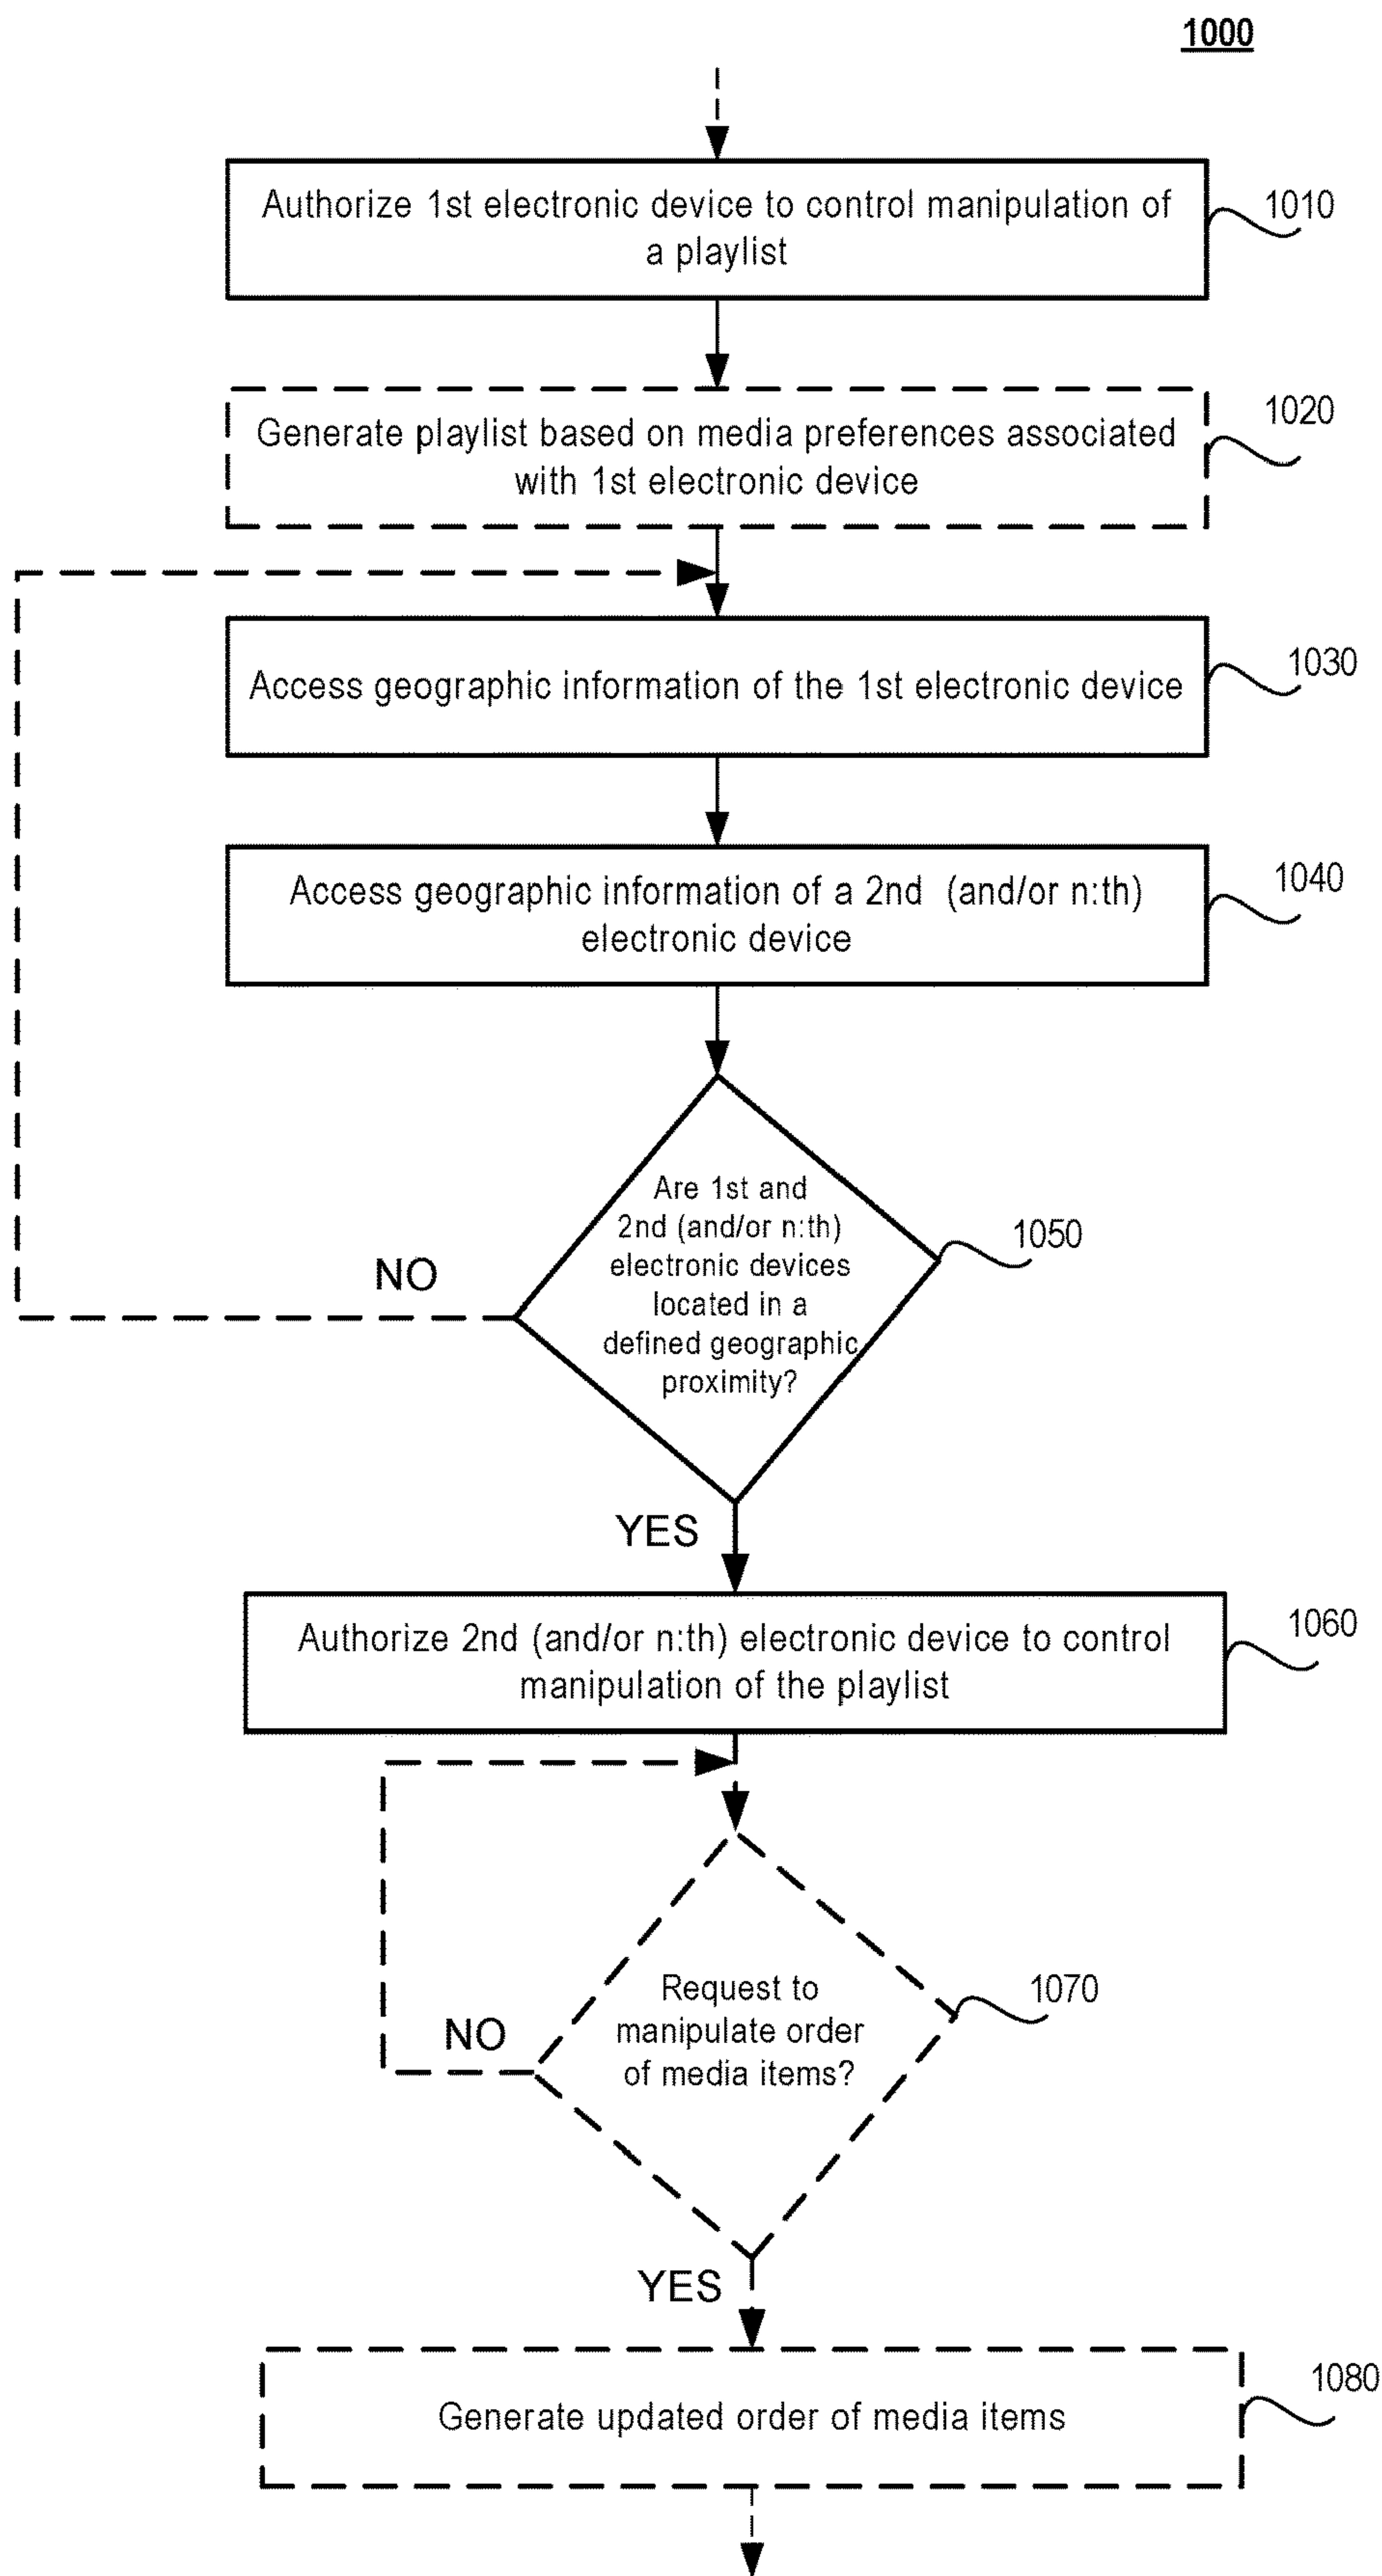 1000
Authorize 1st electronic device to control manipulation of
a playlist
1010
Generate playlist based on media preferences associated
with 1st electronic device
1020
Access geographic information of the 1st electronic device
1030
Access geographic information of a 2nd (and/or n:th)
electronic device
1040
Are 1st and
2nd (and/or n:th)
electronic devices
located in a
defined geographic
proximity?
1050
NO
YES
Authorize 2nd (and/or n:th) electronic device to control
manipulation of the playlist
1060
Request to
manipulate order
of media items?
1070
NO
YES
Generate updated order of media items
1080